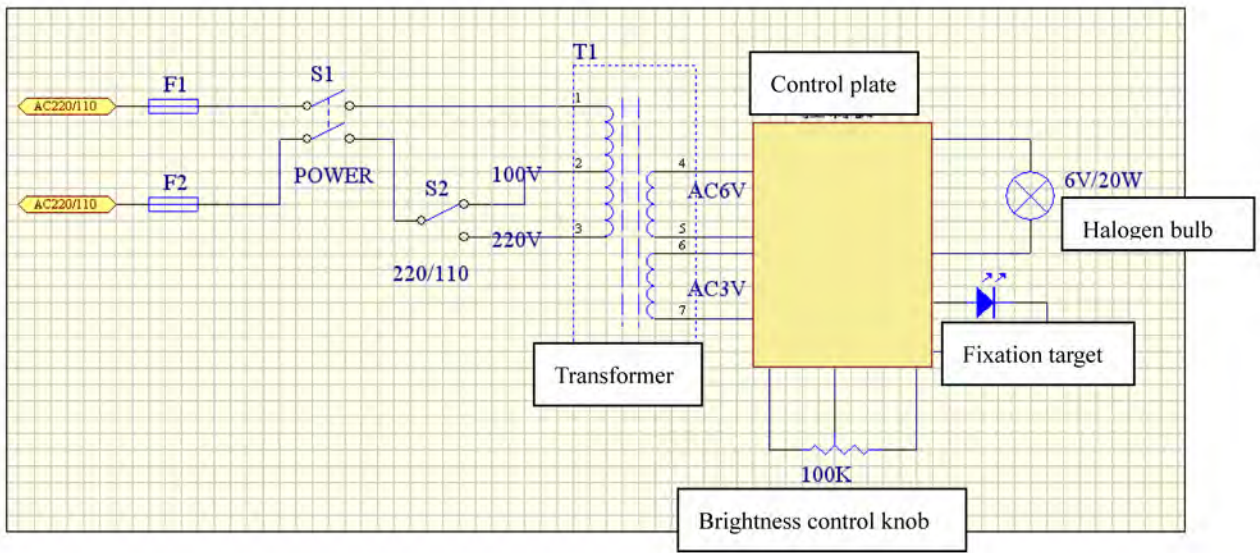 T1
Control plate
S1
F1
AC220/110
1
4
2
100V
AC6V
6V/20W
POWER
F2
S2
AC220/110
Halogen bulb
3
220V
5
6
220/110
AC3V
7
Fixation target
Transformer
100K
Brightness control knob